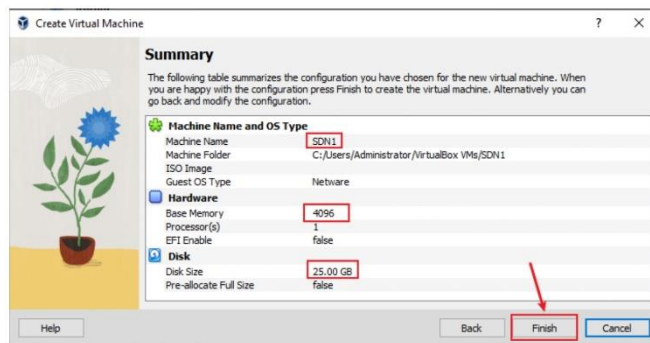 Create Virtual Machine ? ×
Summary
The following table summarizes the configuration you have chosen for the new virtual machine. When
you are happy with the configuration press Finish to create the virtual machine. Alternatively you can
go back and modify the configuration.
Machine Name and OS Type
Machine Name SDN1
Machine Folder C:/Users/Administrator/VirtualBox VMs/SDN1
ISO Image
Guest OS Type Netware
Hardware
Base Memory 4096
Processor(s) 1
EFI Enable false
Disk
Disk Size 25.00 GB
Pre-allocate Full Size false
Help Back Finish Cancel